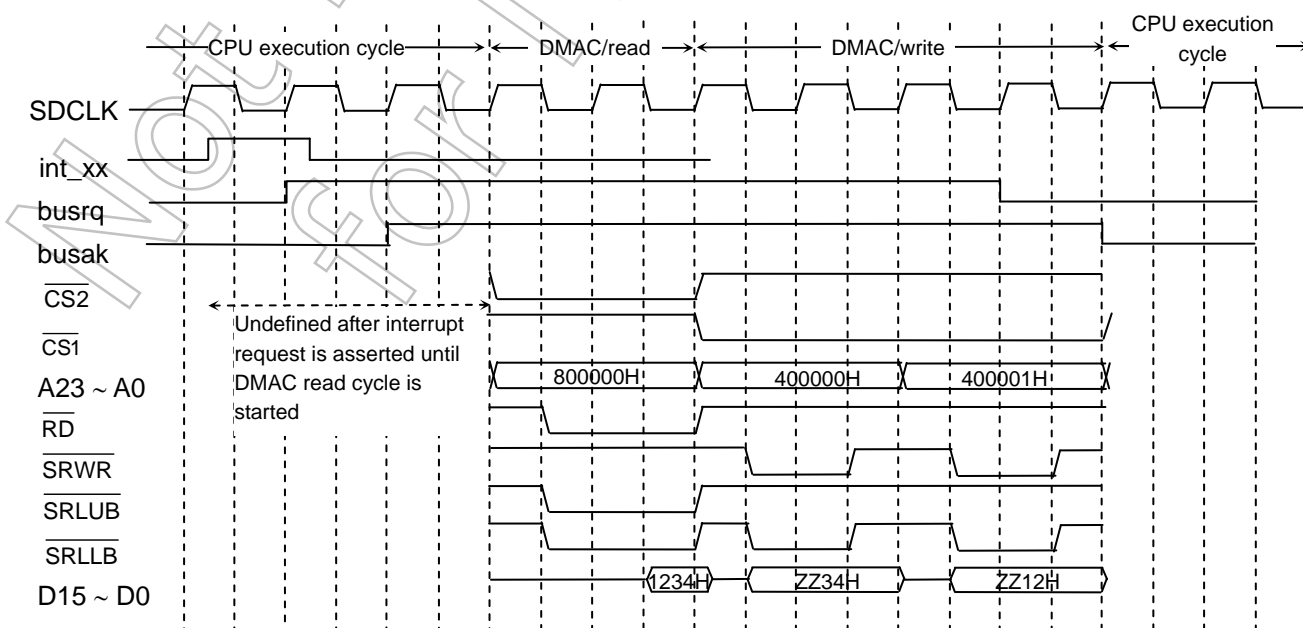 CPU execution cycle
DMAC/read
DMAC/write
CPU execution
cycle
SDCLK
int_xx
busrq
busak
CS2
Undefined after interrupt
request is asserted until
DMAC read cycle is
started
CS1
A23 ~ A0
800000H
400000H
400001H
RD
SRWR
SRLUB
SRLLB
D15 ~ D0
1234H
ZZ34H
ZZ12H
Not
for